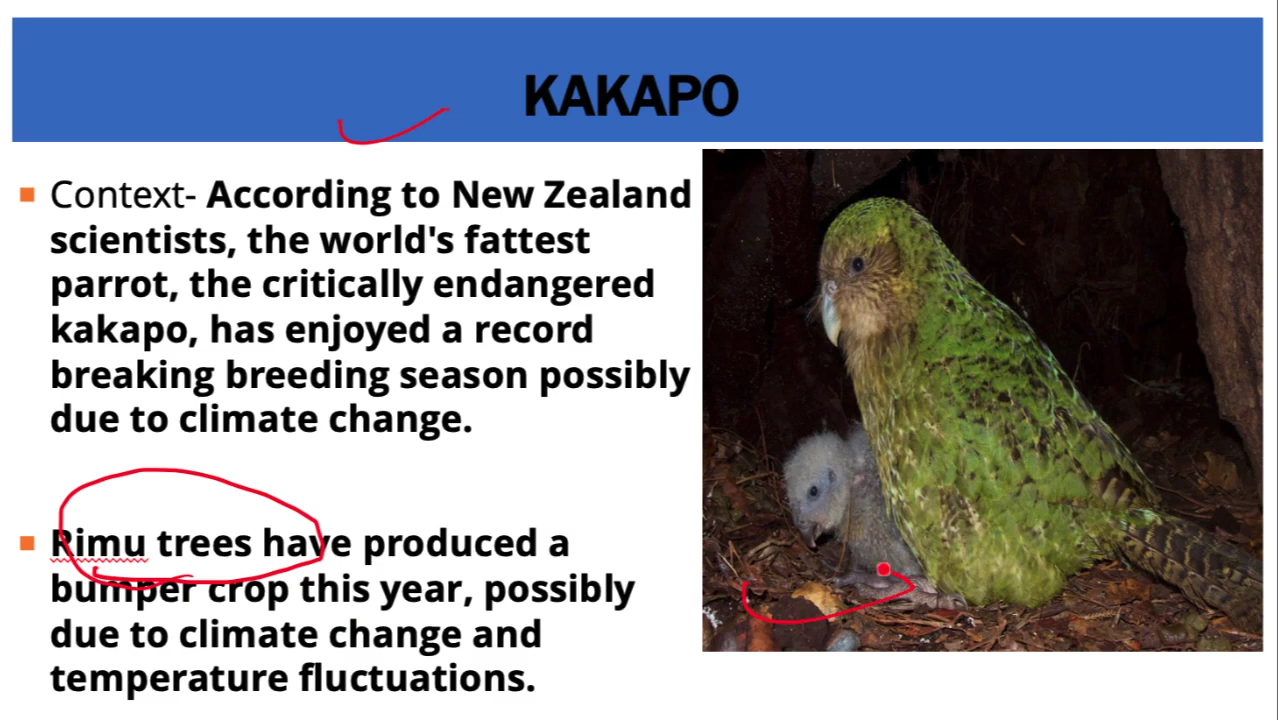 KAKAPO
Context- According to New Zealand
scientists, the world's fattest
parrot, the critically endangered
kakapo, has enjoyed a record
breaking breeding season possibly
due to climate change.
Rimu trees have produced a
bumper crop this year, possibly
due to climate change and
temperature fluctuations.